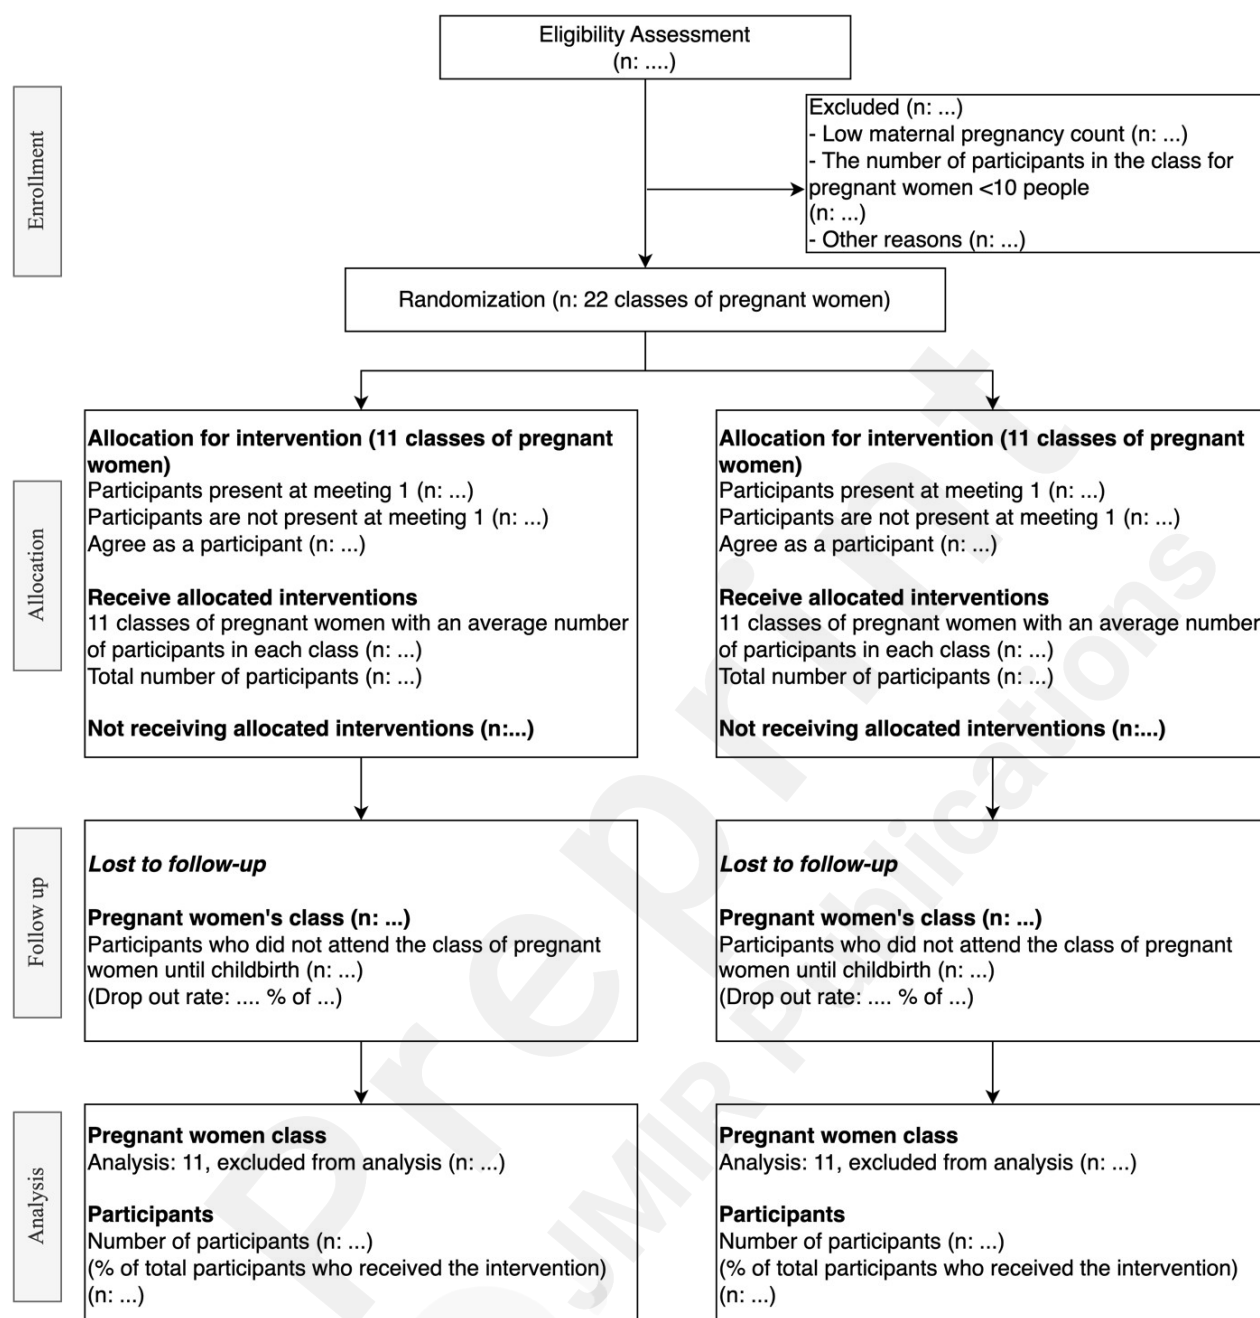 Eligibility Assessment
(n: ....)
Enrollment
Excluded (n: ...)
- Low maternal pregnancy count (n: ...)
- The number of participants in the class for
pregnant women <10 people
(n: ...)
- Other reasons (n: ...)
Randomization (n: 22 classes of pregnant women)
Allocation
Allocation for intervention (11 classes of pregnant
women)
Participants present at meeting 1 (n: ...)
Participants are not present at meeting 1 (n: ...)
Agree as a participant (n: ...)
Receive allocated interventions
11 classes of pregnant women with an average number
of participants in each class (n: ...)
Total number of participants (n: ...)
Not receiving allocated interventions (n:...)
Allocation for intervention (11 classes of pregnant
women)
Participants present at meeting 1 (n: ...)
Participants are not present at meeting 1 (n: ...)
Agree as a participant (n: ...)
Receive allocated interventions
11 classes of pregnant women with an average number
of participants in each class (n: ...)
Total number of participants (n: ...)
Not receiving allocated interventions (n:...)
Follow up
Lost to follow-up
Pregnant women's class (n: ...)
Participants who did not attend the class of pregnant
women until childbirth (n: ...)
(Drop out rate: .... % of ...)
Lost to follow-up
Pregnant women's class (n: ...)
Participants who did not attend the class of pregnant
women until childbirth (n: ...)
(Drop out rate: .... % of ...)
Analysis
Pregnant women class
Analysis: 11, excluded from analysis (n: ...)
Participants
Number of participants (n: ...)
(% of total participants who received the intervention)
(n: ...)
Pregnant women class
Analysis: 11, excluded from analysis (n: ...)
Participants
Number of participants (n: ...)
(% of total participants who received the intervention)
(n: ...)
Preprint
JMIR Publications